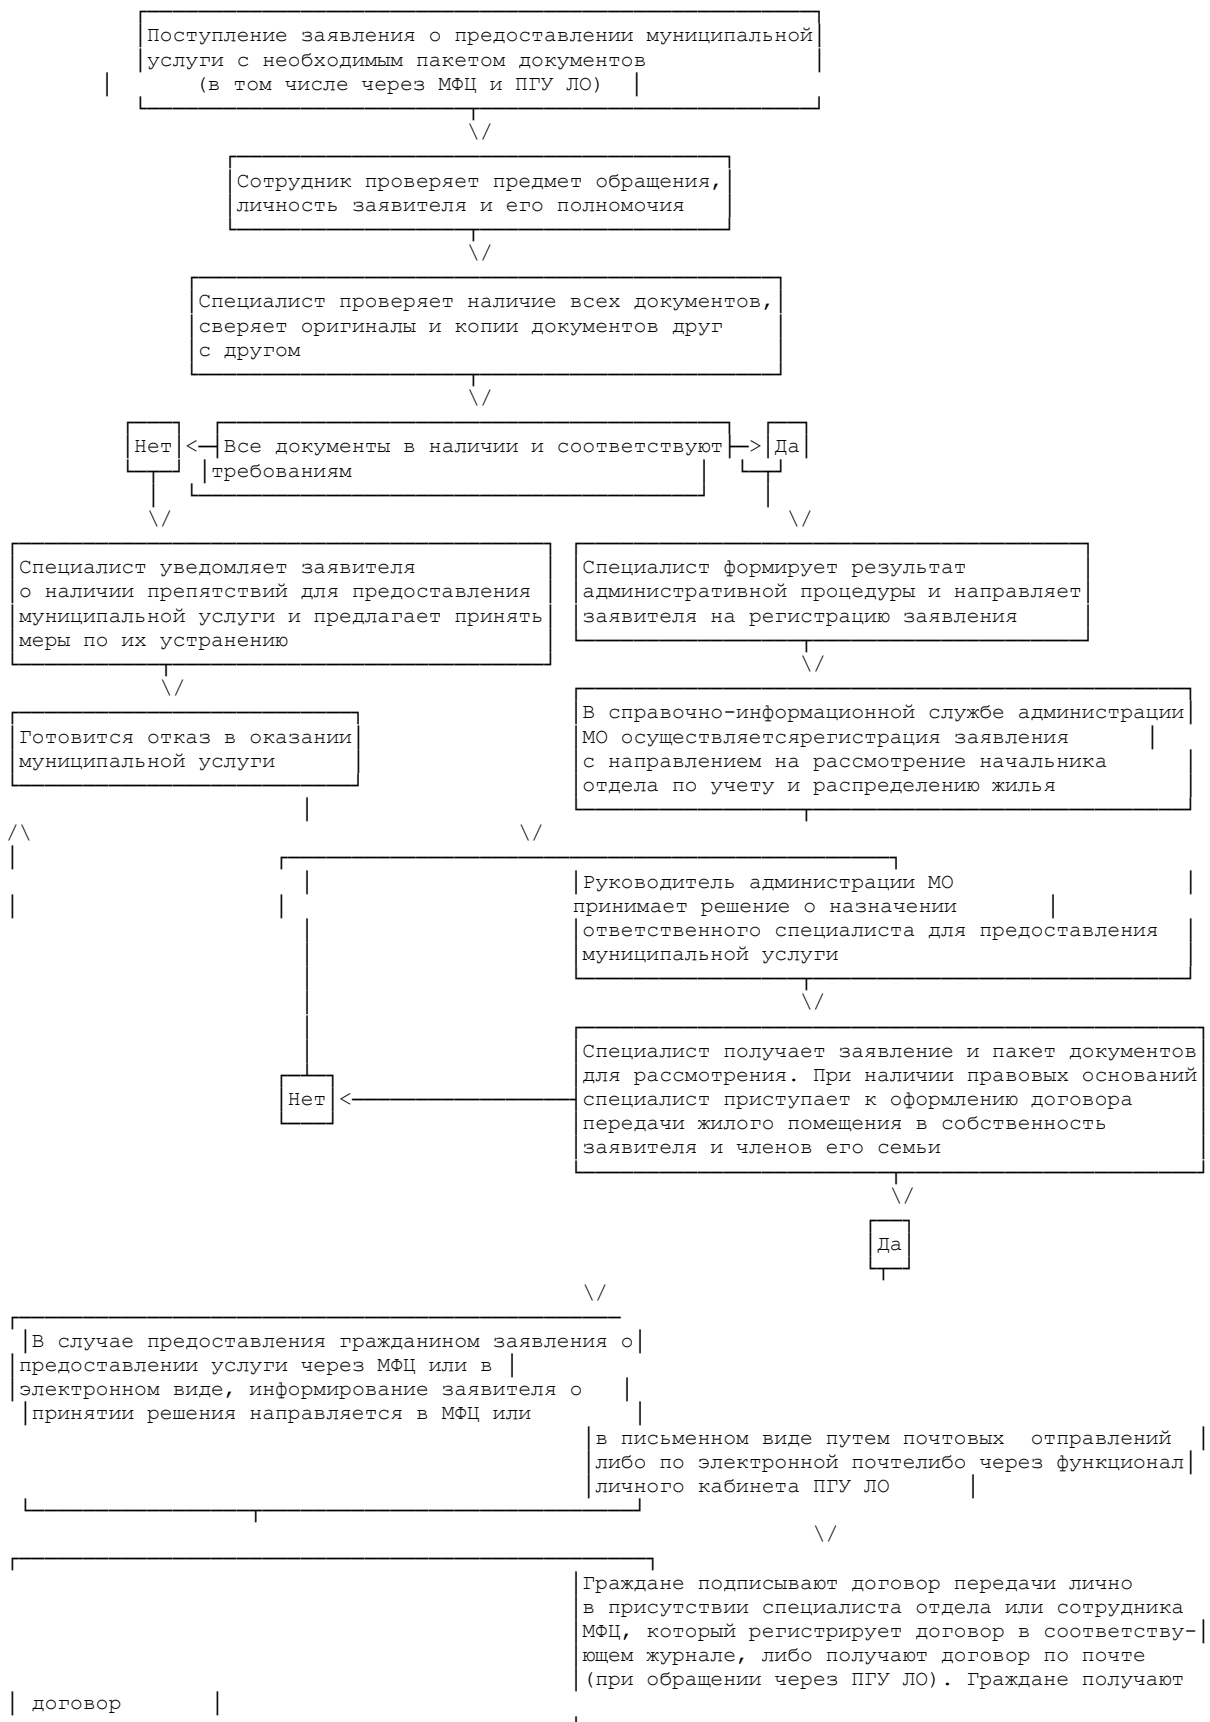 Поступление заявления о предоставлении муниципальной
услуги с необходимым пакетом документов
(в том числе через МФЦ и ПГУ ЛО)
Сотрудник проверяет предмет обращения,
личность заявителя и его полномочия
Специалист проверяет наличие всех документов,
сверяет оригиналы и копии документов друг
с другом
Нет
Все документы в наличии и соответствуют
Да
требованиям
Специалист уведомляет заявителя
о наличии препятствий для предоставления
муниципальной услуги и предлагает принять
меры по их устранению
Специалист формирует результат
административной процедуры и направляет
заявителя на регистрацию заявления
Готовится отказ в оказании
муниципальной услуги
В справочно-информационной службе администрации
МО осуществляетсярегистрация заявления
с направлением на рассмотрение начальника
отдела по учету и распределению жилья
Руководитель администрации МО
принимает решение о назначении
ответственного специалиста для предоставления
муниципальной услуги
Специалист получает заявление и пакет документов
для рассмотрения. При наличии правовых оснований
специалист приступает к оформлению договора
передачи жилого помещения в собственность
заявителя и членов его семьи
Нет
Да
В случае предоставления гражданином заявления о
предоставлении услуги через МФЦ или в
электронном виде, информирование заявителя о
принятии решения направляется в МФЦ или
в письменном виде путем почтовых отправлений
либо по электронной почтелибо через функционал
личного кабинета ПГУ ЛО
Граждане подписывают договор передачи лично
в присутствии специалиста отдела или сотрудника
МФЦ, который регистрирует договор в соответству-
ющем журнале, либо получают договор по почте
(при обращении через ПГУ ЛО). Граждане получают
договор